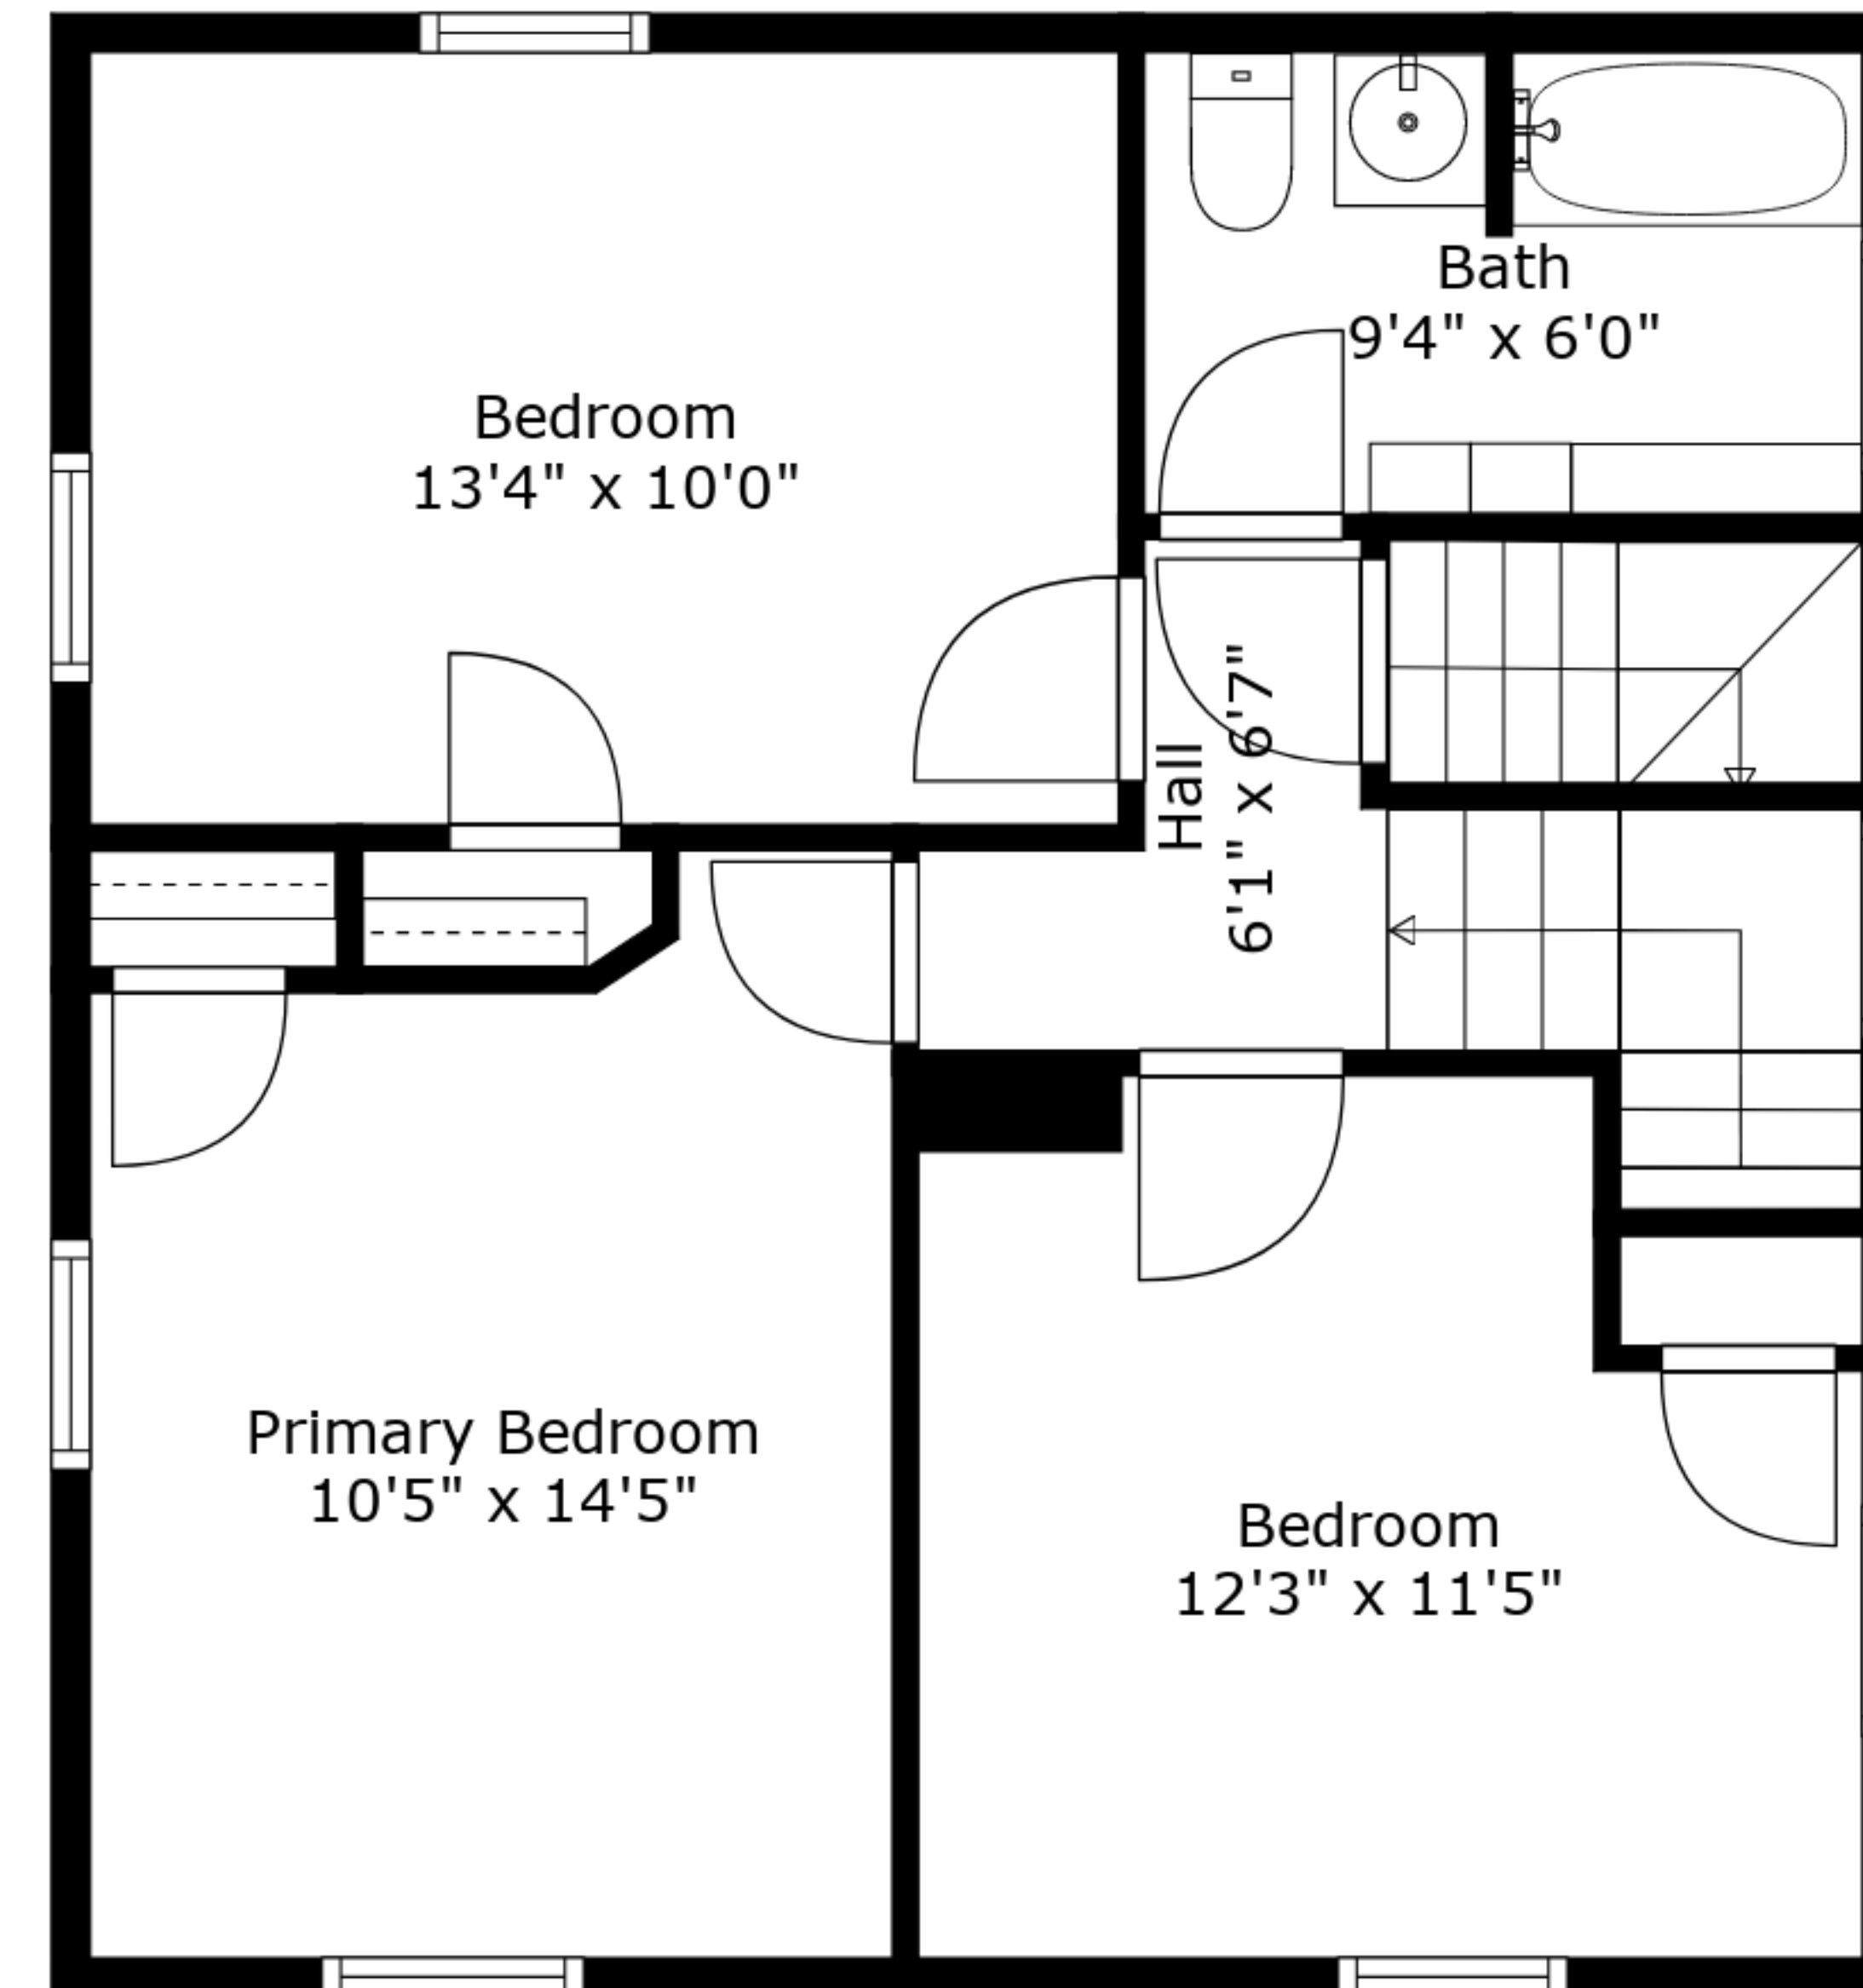 Bath
9'4" x 6'0"
Bedroom
13'4" x 10'0"
Hall
6'1" x 6'7"
Primary Bedroom
10'5" x 14'5"
Bedroom
12'3" x 11'5"